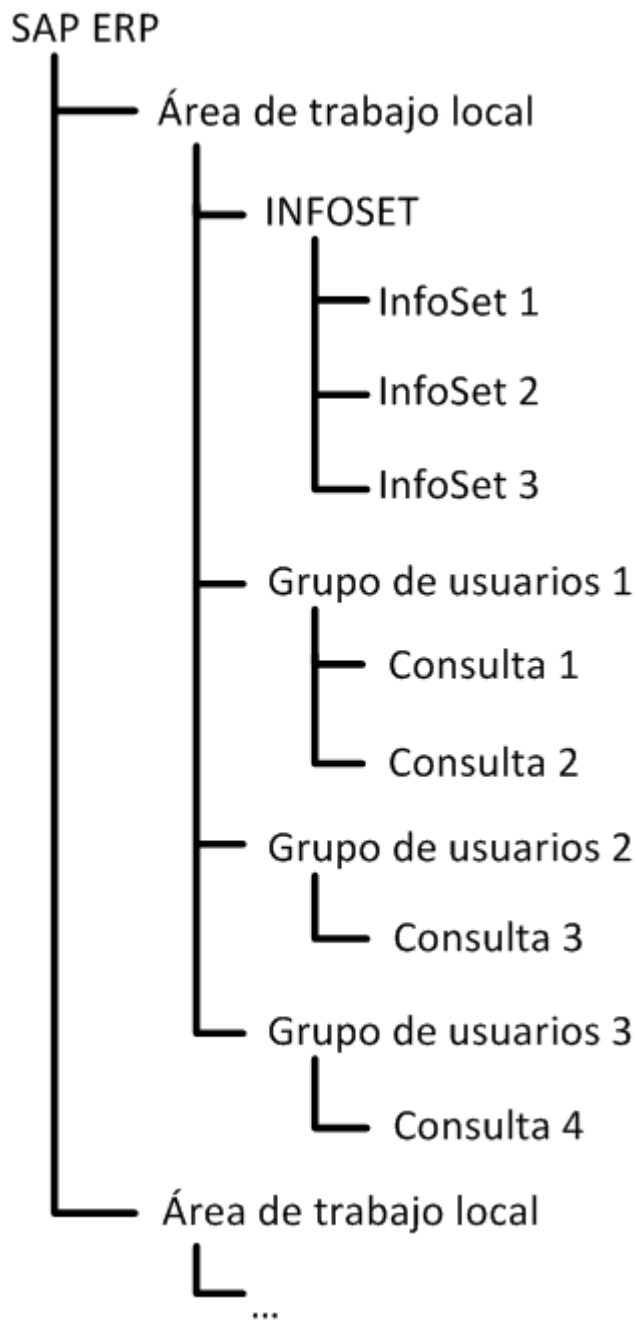 SAP ERP
Área de trabajo local
INFOSET
InfoSet 1
InfoSet 2
InfoSet 3
Grupo de usuarios 1
Consulta 1
Consulta 2
Grupo de usuarios 2
Consulta 3
Grupo de usuarios 3
Consulta 4
Área de trabajo local
...